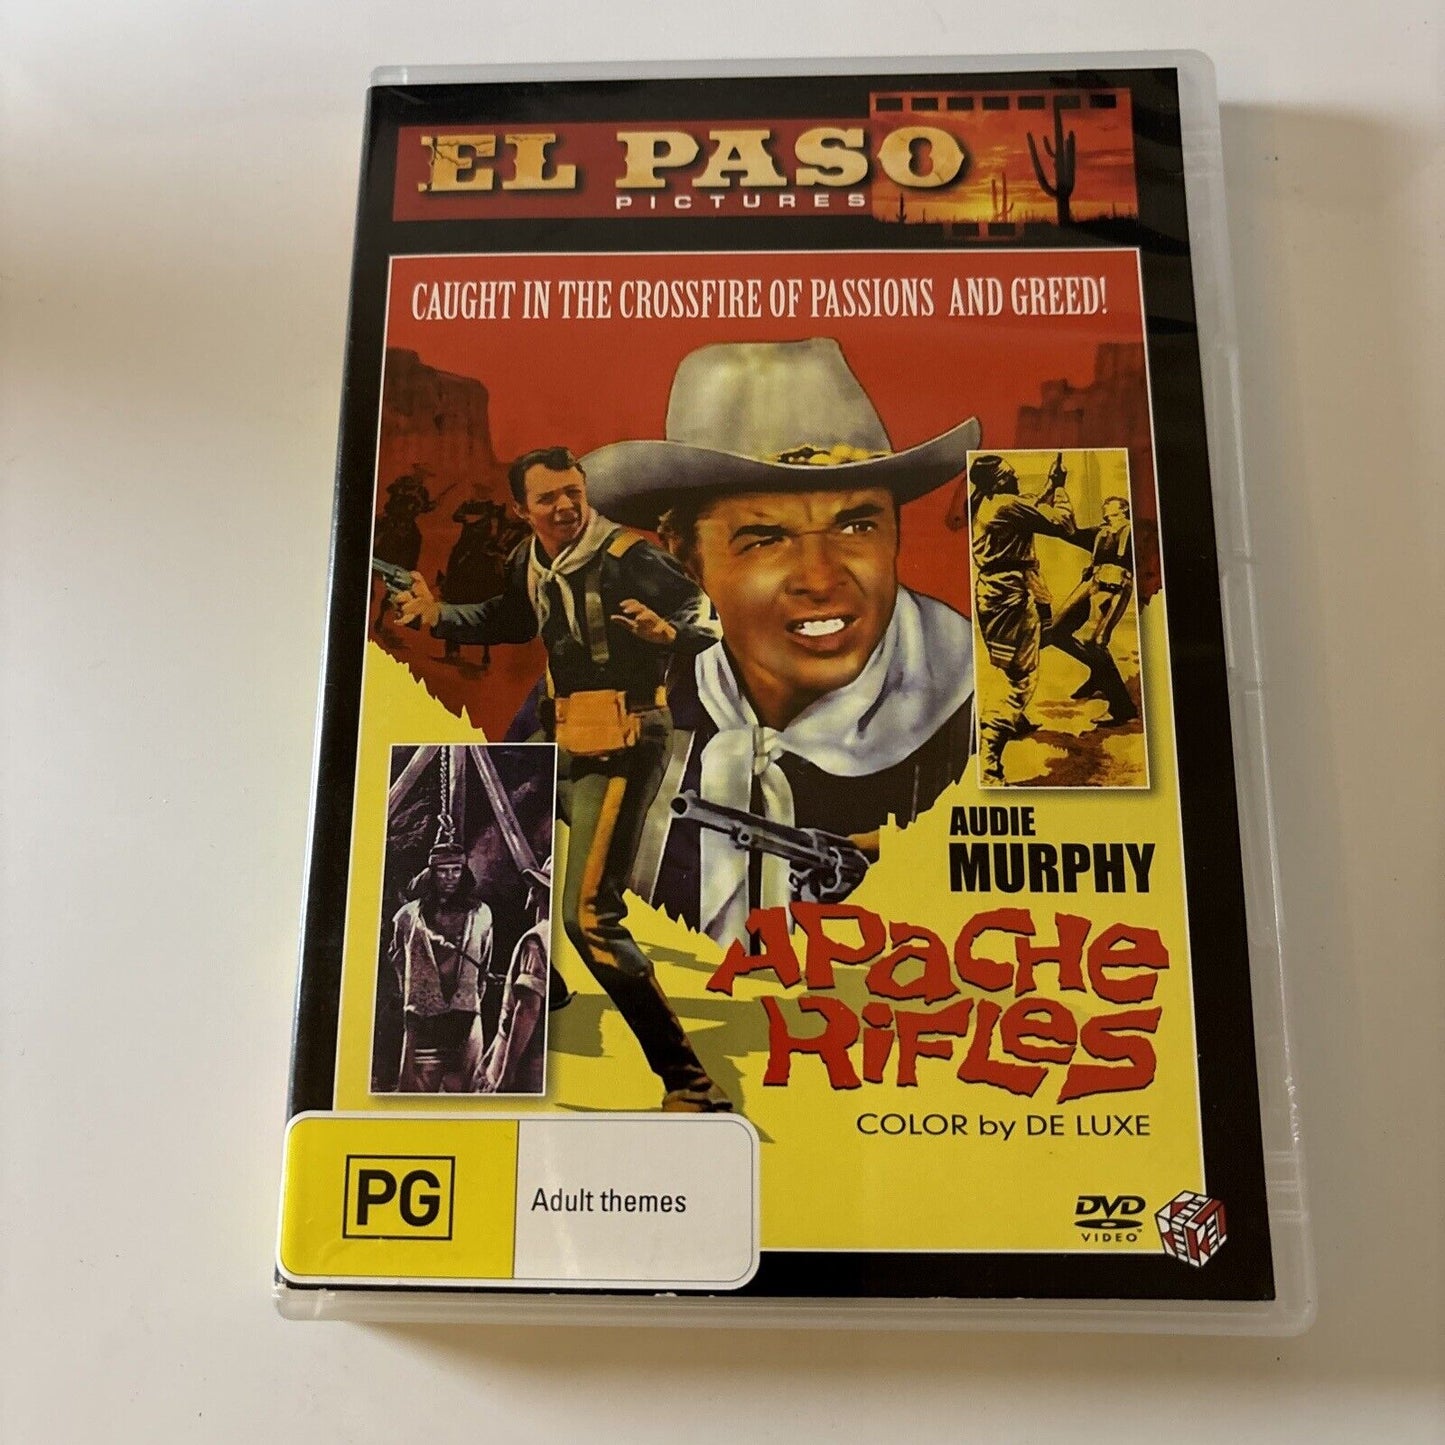 EL PASO
PICTURES
CAUGHT IN THE CROSSFIRE OF PASSIONS AND GREED!
AUDIE
MURPHY
APACHE
RIFLES
COLOR by DE LUXE
PG
Adult themes
DVD
VIDEO